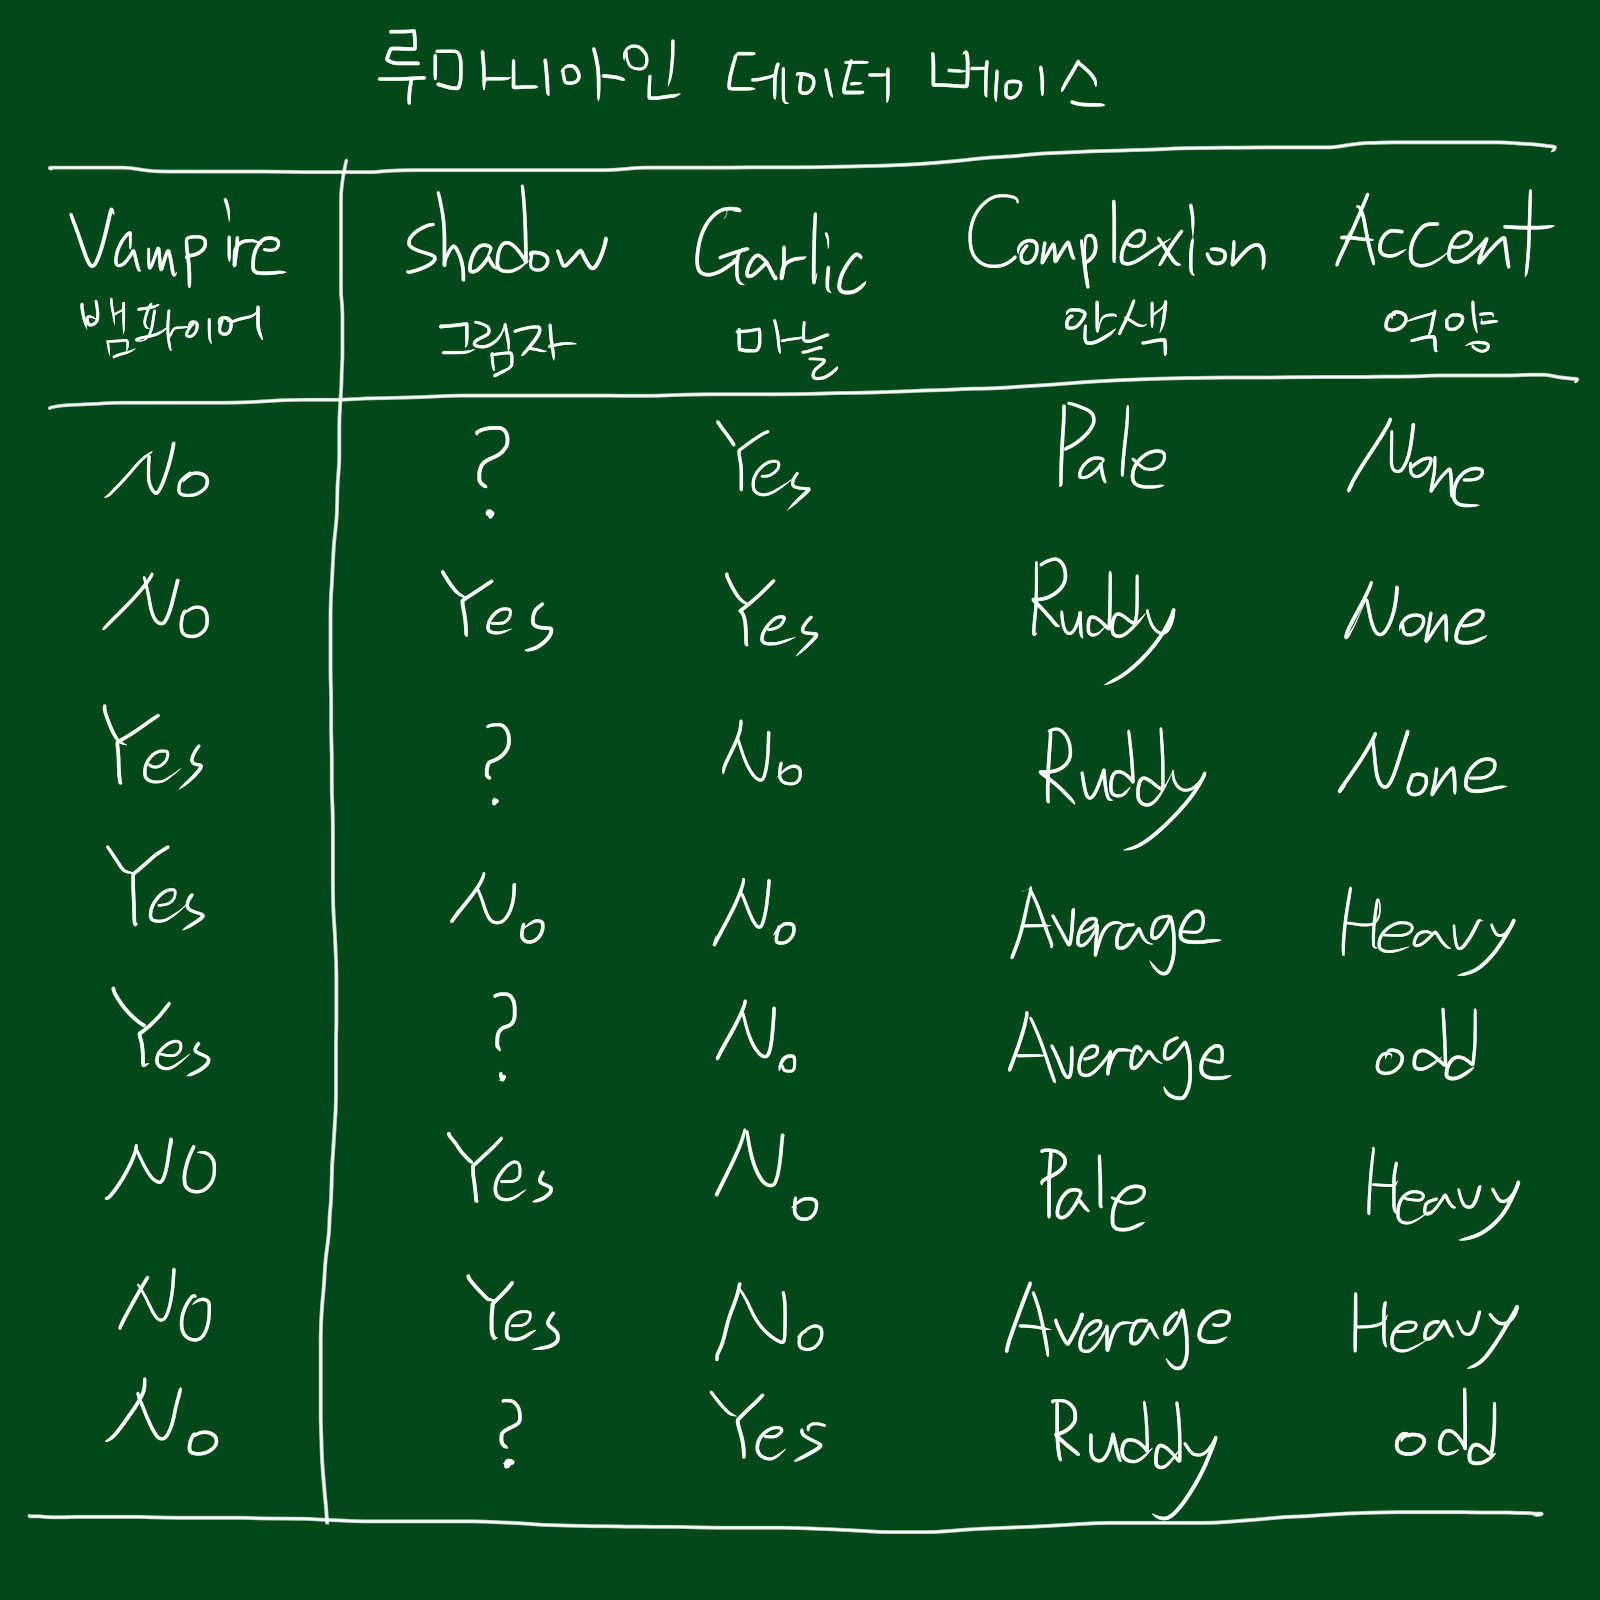 루마니아인 데이터 베이스
Vampire shadow Garlic Complexion Accent
뱀파이어 그림자 마늘 안색 억양
No ? Yes Pale None
No Yes Yes Ruddy None
Yes ? No Ruddy None
Yes No No Average Heavy
Yes ? No Average odd
NO Yes No Pale Heavy
NO Yes No Average Heavy
No ? Yes Ruddy odd